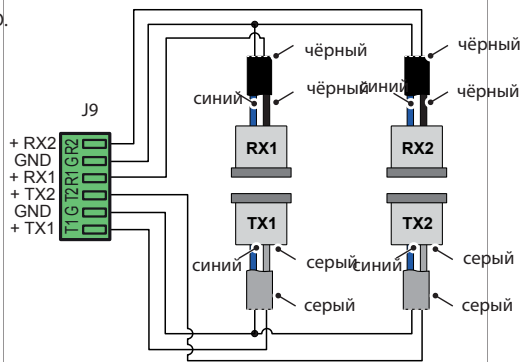 O.
J9
+ RX2
GND
+ RX1
+ TX2
GND
+ TX1
R2
G
R1
T2
G
T1
чёрный
чёрный
синий
чёрный
синий
чёрный
RX1
RX2
TX1
TX2
синий
серый
синий
серый
серый
серый